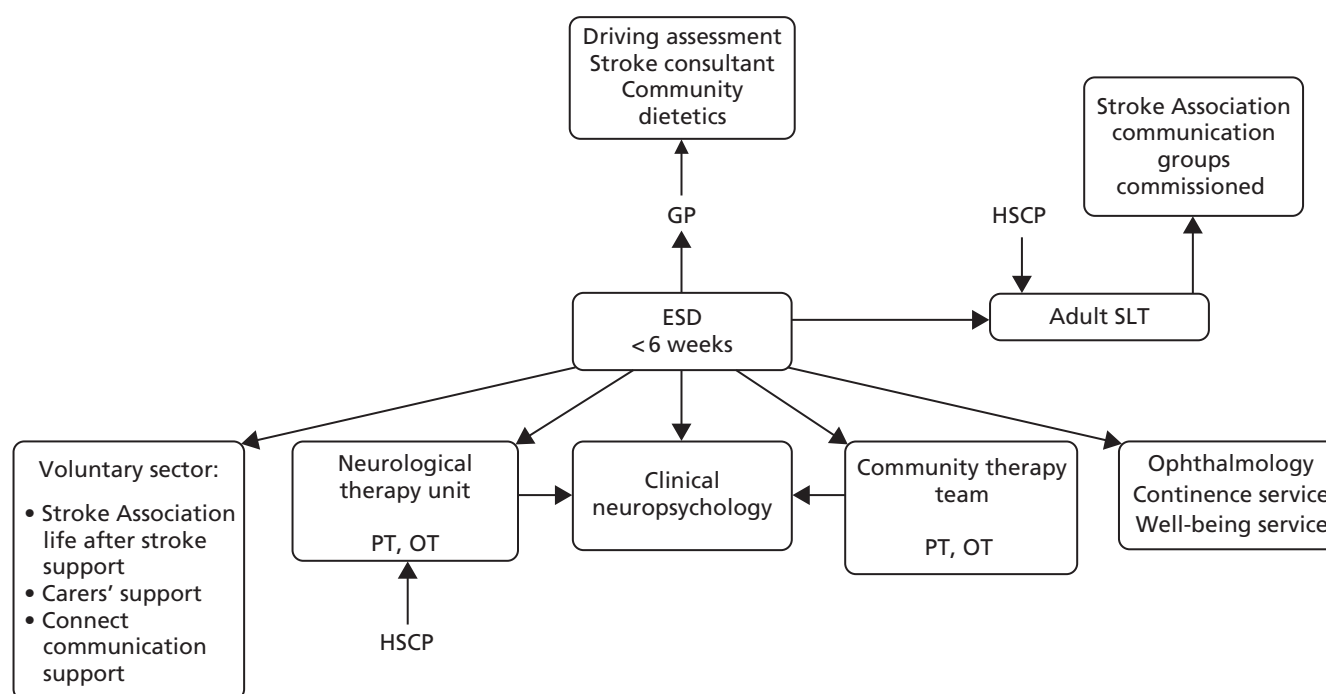 Driving assessment
Stroke consultant
Community
dietetics
Stroke Association
communication
groups
commissioned
GP
HSCP
ESD
<6 weeks
Adult SLT
Voluntary sector:
• Stroke Association
life after stroke
support
• Carers' support
• Connect
communication
support
Neurological
therapy unit
PT, OT
HSCP
Clinical
neuropsychology
Community therapy
team
PT, OT
Ophthalmology
Continence service
Well-being service